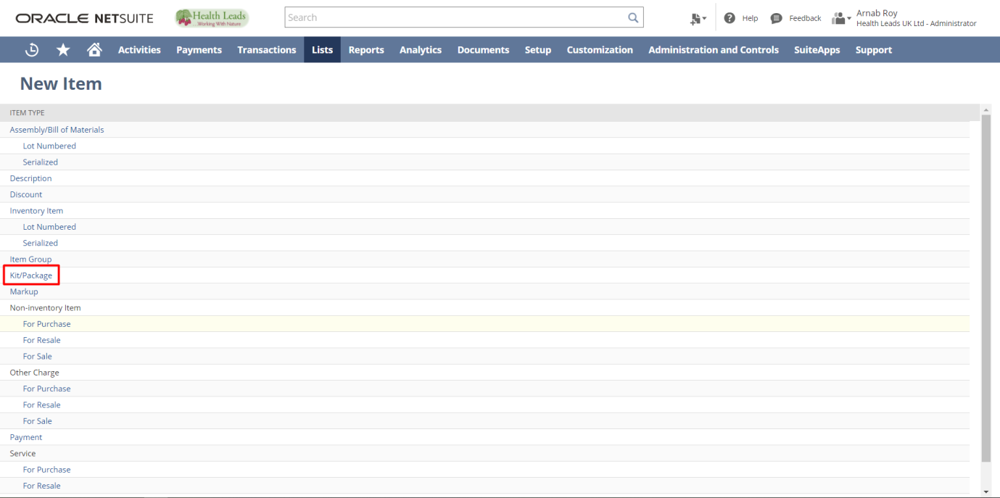 ORACLE NETSUITE
Health Leads
...Working With Nature
Search
Help
Feedback
Arnab Roy
Health Leads UK Ltd - Administrator
Activities Payments Transactions Lists Reports Analytics Documents Setup Customization Administration and Controls SuiteApps Support
New Item
ITEM TYPE
Assembly/Bill of Materials
Lot Numbered
Serialized
Description
Discount
Inventory Item
Lot Numbered
Serialized
Item Group
Kit/Package
Markup
Non-inventory Item
For Purchase
For Resale
For Sale
Other Charge
For Purchase
For Resale
For Sale
Payment
Service
For Purchase
For Resale